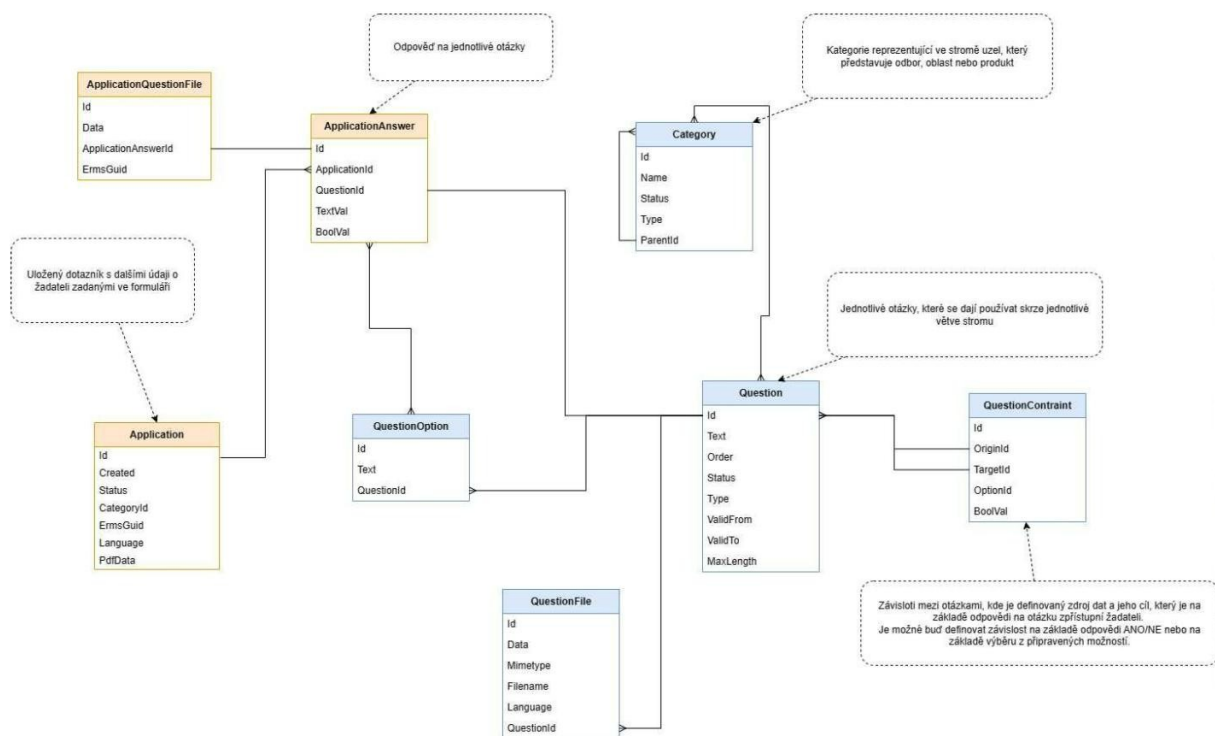 Odpověď na jednotlivé otázky
Kategorie reprezentující ve stromě uzel, který
představuje odbor, oblast nebo produkt
ApplicationQuestionFile
Id
Data
ApplicationAnswerId
ErmsGuid
ApplicationAnswer
Id
ApplicationId
QuestionId
TextVal
BoolVal
Category
Id
Name
Status
Type
ParentId
Uložený dotazník s dalšími údaji o
žadateli zadanými ve formuláři
Jednotlivé otázky, které se dají používat skrze jednotlivé
větve stromu
Application
Id
Created
Status
CategoryId
ErmsGuid
Language
PdfData
QuestionOption
Id
Text
QuestionId
Question
Id
Text
Order
Status
Type
ValidFrom
ValidTo
MaxLength
QuestionContraint
Id
OriginId
TargetId
OptionId
BoolVal
QuestionFile
Id
Data
Mimetype
Filename
Language
QuestionId
Závisloti mezi otázkami, kde je definovaný zdroj dat a jeho cíl, který je na
základě odpovědi na otázku zpřístupní žadateli.
Je možné buď definovat závislost na základě odpovědi ANO/NE nebo na
základě výběru z připravených možností.